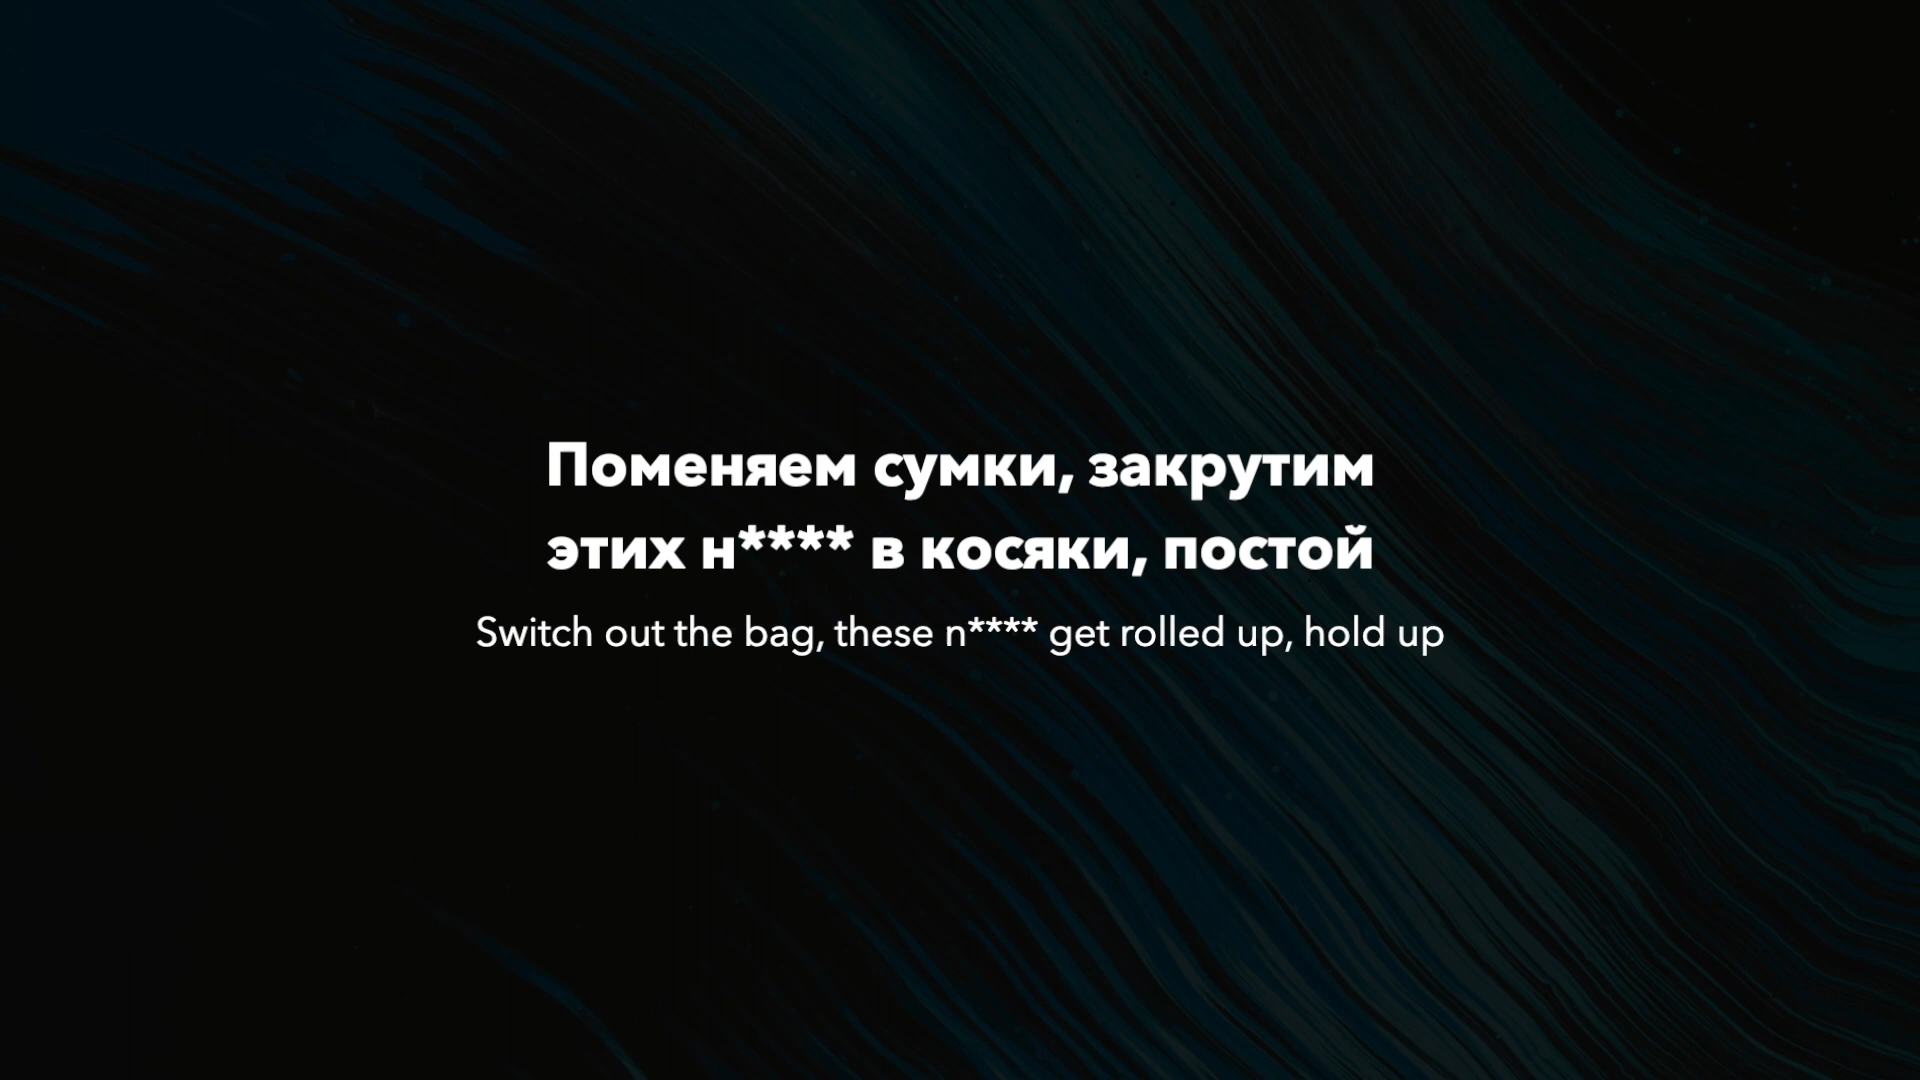 Поменяем сумки, закрутим
этих н**** в косяки, постой
Switch out the bag, these n**** get rolled up, hold up